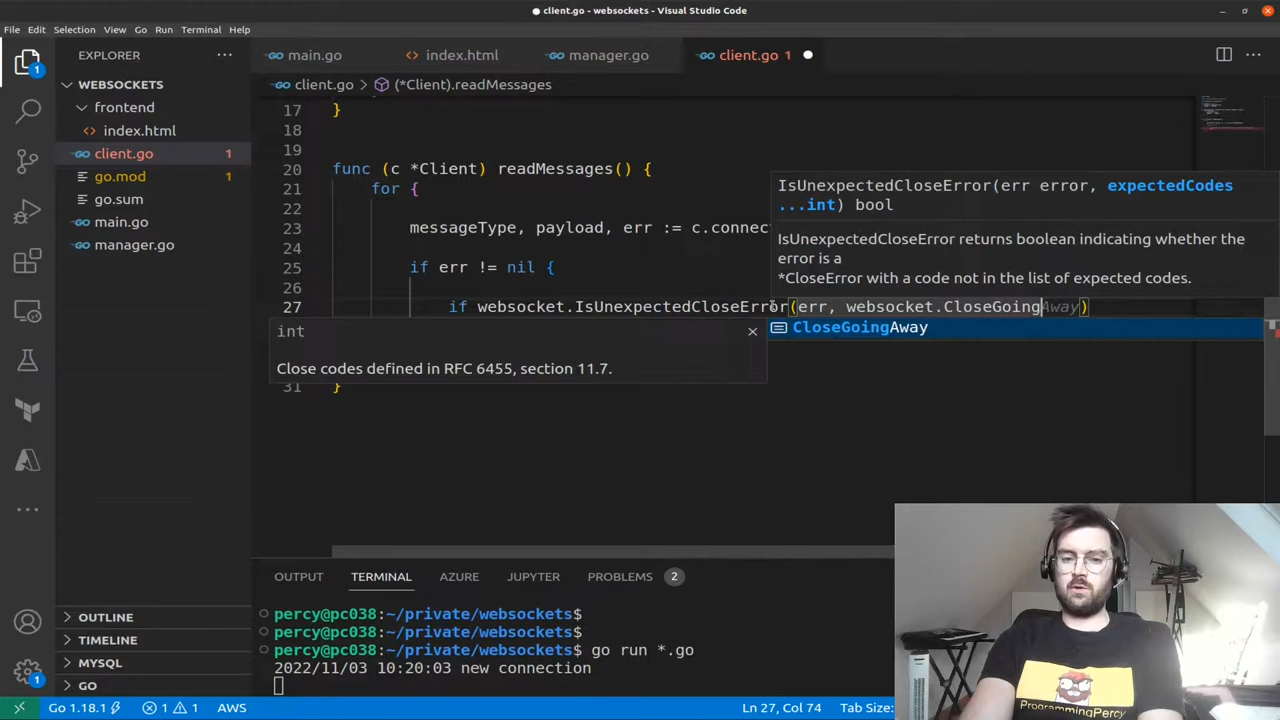 client.go - websockets - Visual Studio Code
File Edit Selection View Go Run Terminal Help
EXPLORER
main.go index.html manager.go client.go 1
WEBSOCKETS
client.go > (*Client).readMessages
frontend
index.html
client.go 1
go.mod 1
go.sum
main.go
manager.go
17 }
18
19
20 func (c *Client) readMessages() {
21 for {
22
23 messageType, payload, err := c.connec
24
25 if err != nil {
26
27 if websocket.IsUnexpectedCloseError(err, websocket.CloseGoingAway)
31 }
IsUnexpectedCloseError(err error, expectedCodes
...int) bool
IsUnexpectedCloseError returns boolean indicating whether the
error is a
*CloseError with a code not in the list of expected codes.
CloseGoingAway
int
Close codes defined in RFC 6455, section 11.7.
OUTPUT TERMINAL AZURE JUPYTER PROBLEMS 2
percy@pc038:~/private/websockets$
percy@pc038:~/private/websockets$
percy@pc038:~/private/websockets$ go run *.go
2022/11/03 10:20:03 new connection
OUTLINE
TIMELINE
MYSQL
GO
1
1
ProgrammingPercy
Go 1.18.1 1 1 AWS Ln 27, Col 74 Tab Size: